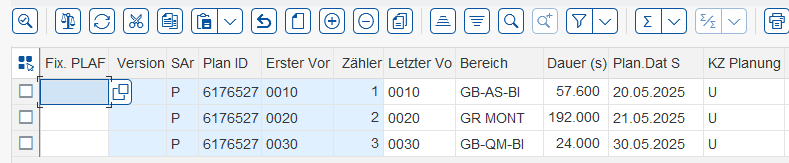 Fix. PLAF Version SAr Plan ID Erster Vor Zähler Letzter Vo Bereich Dauer (s) Plan.Dat S KZ Planung
P 6176527 0010 1 0010 GB-AS-BI 57.600 20.05.2025 U
P 6176527 0020 2 0020 GR MONT 192.000 21.05.2025 U
P 6176527 0030 3 0030 GB-QM-BI 24.000 30.05.2025 U